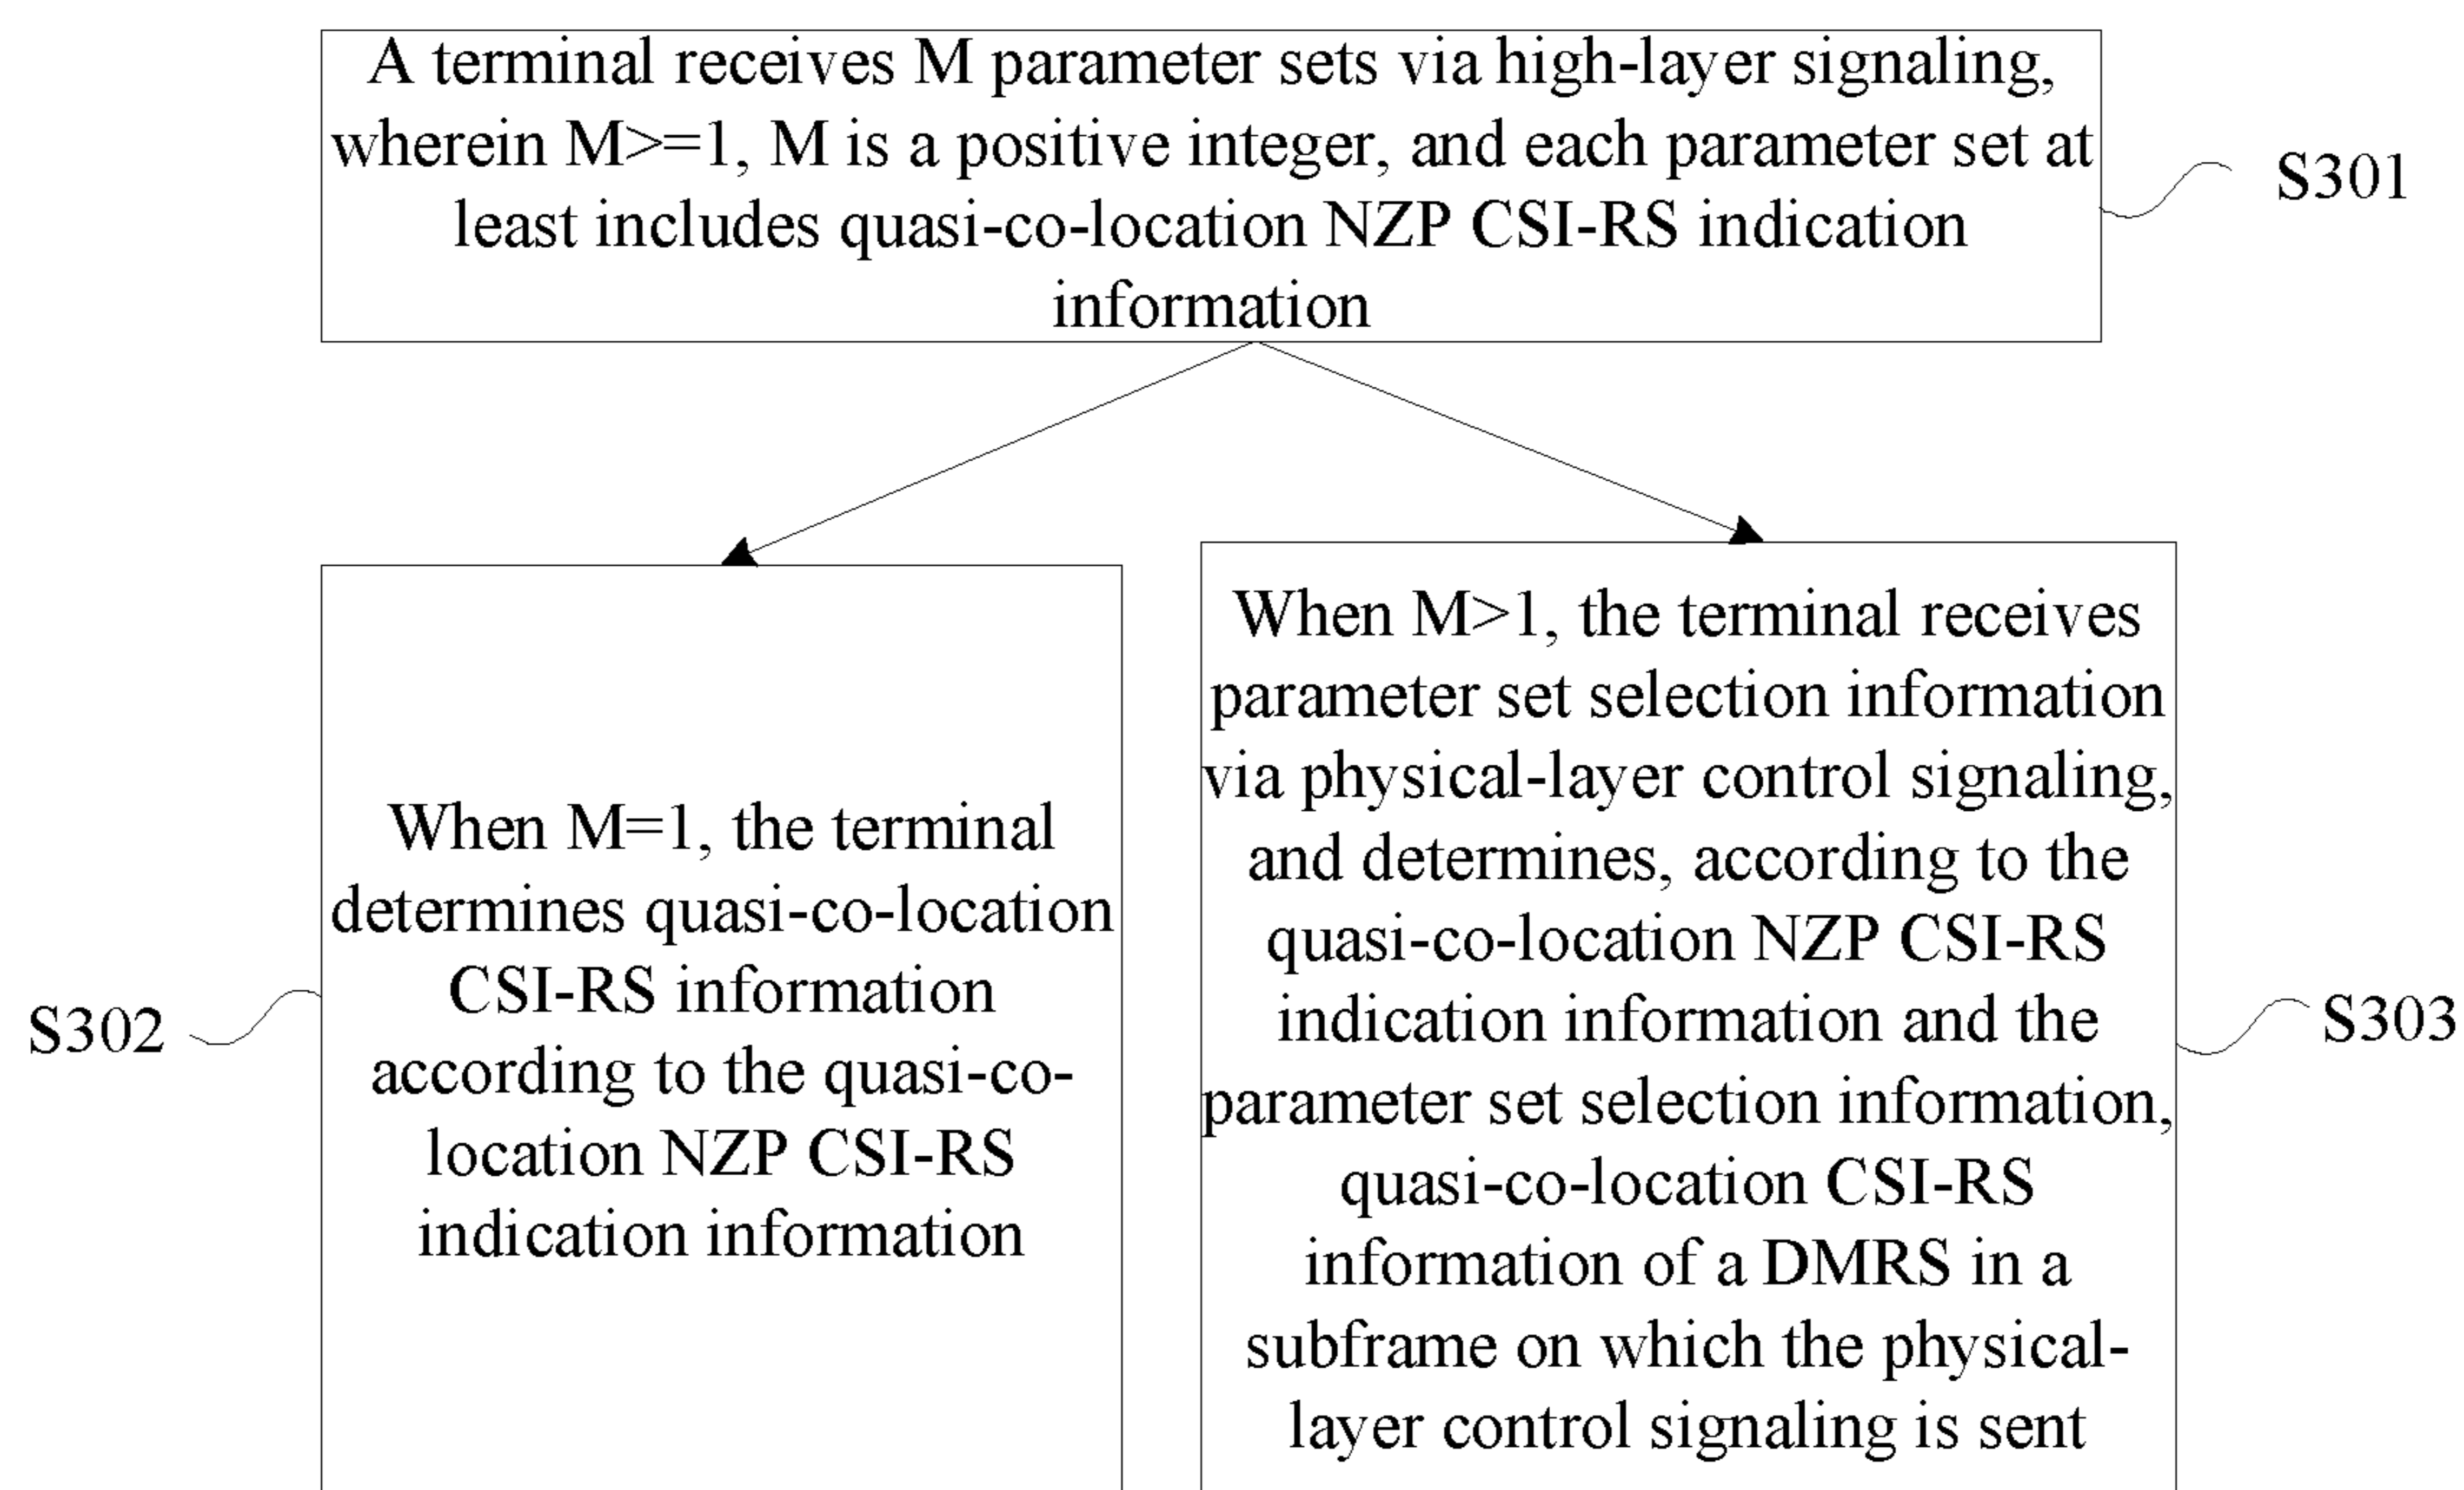 A terminal receives M parameter sets via high-layer signaling,
wherein M>=1, M is a positive integer, and each parameter set at
least includes quasi-co-location NZP CSI-RS indication
information
S301
When M=1, the terminal
determines quasi-co-location
CSI-RS information
according to the quasi-co-
location NZP CSI-RS
indication information
S302
When M>1, the terminal receives
parameter set selection information
via physical-layer control signaling,
and determines, according to the
quasi-co-location NZP CSI-RS
indication information and the
parameter set selection information,
quasi-co-location CSI-RS
information of a DMRS in a
subframe on which the physical-
layer control signaling is sent
S303